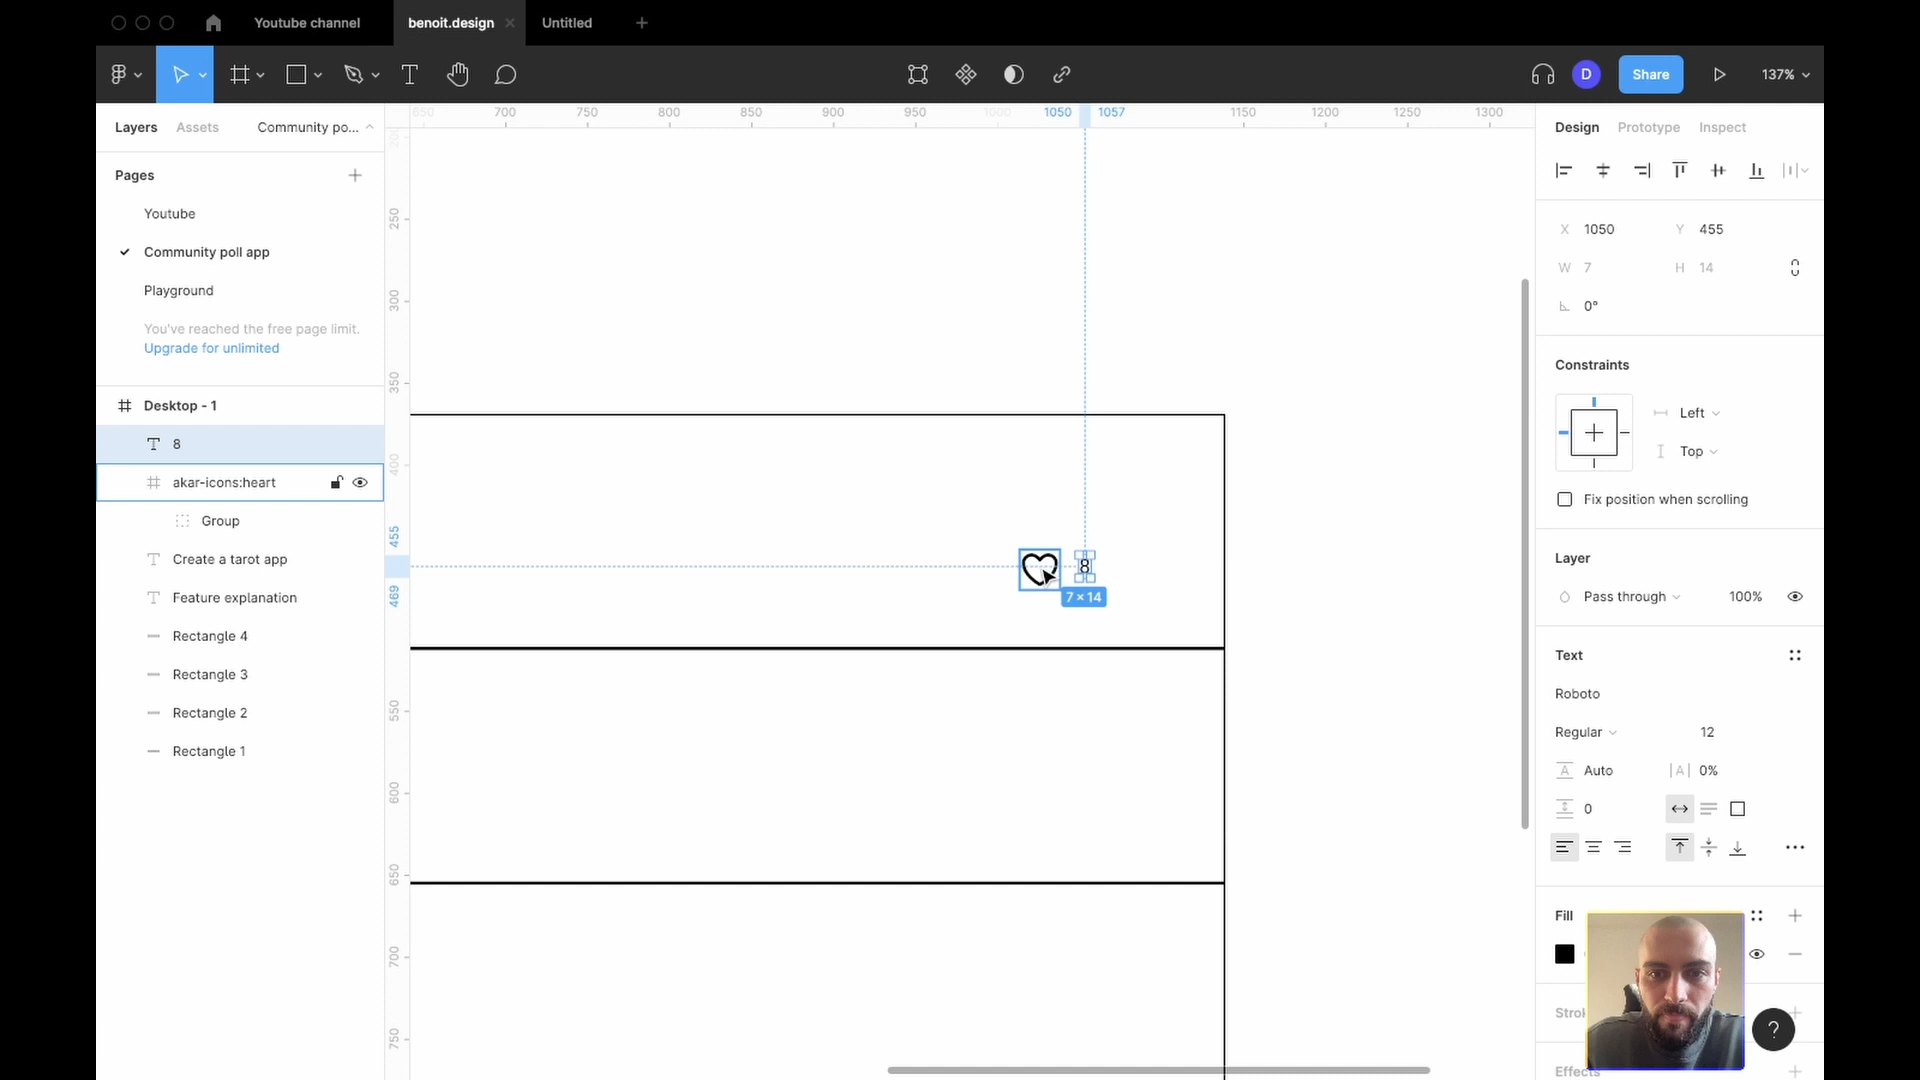 Youtube channel
benoit.design
Untitled
D
Share
137%
Layers
Assets
Community po...
Pages
Youtube
Community poll app
Playground
You've reached the free page limit.
Upgrade for unlimited
Desktop - 1
8
akar-icons:heart
Group
Create a tarot app
Feature explanation
Rectangle 4
Rectangle 3
Rectangle 2
Rectangle 1
650 700 750 800 850 900 950 1000 1050 1057 1150 1200 1250 1300
250
300
350
400
455
469
550
600
650
700
750
8
7 × 14
Design
Prototype
Inspect
X 1050
Y 455
W 7
H 14
0°
Constraints
Left
Top
Fix position when scrolling
Layer
Pass through
100%
Text
Roboto
Regular
12
Auto
0%
0
Fill
Strok
Effects
?